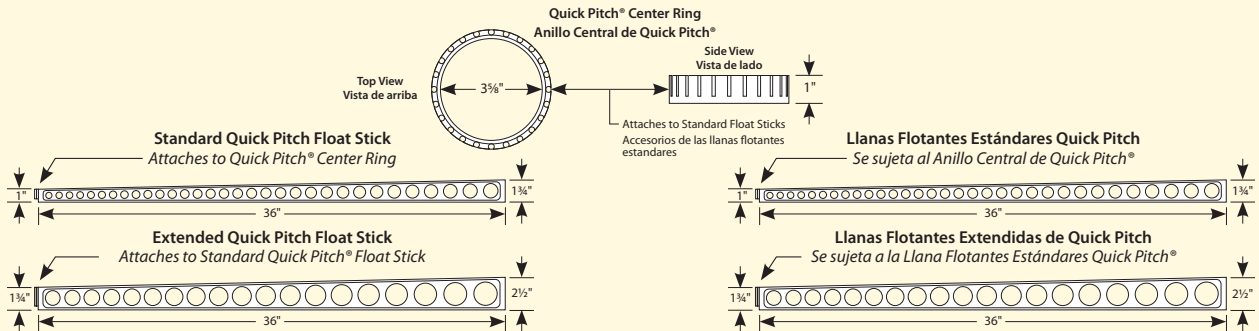 Quick Pitch® Center Ring
Anillo Central de Quick Pitch®
Side View
Vista de lado
Top View
Vista de arriba
3⅝"
1"
Attaches to Standard Float Sticks
Accesorios de las llanas flotantes
estandares
Standard Quick Pitch Float Stick
Attaches to Quick Pitch® Center Ring
1"
1¾"
36"
Llanas Flotantes Estándares Quick Pitch
Se sujeta al Anillo Central de Quick Pitch®
1"
1¾"
36"
Extended Quick Pitch Float Stick
Attaches to Standard Quick Pitch® Float Stick
1¾"
2½"
36"
Llanas Flotantes Extendidas de Quick Pitch
Se sujeta a la Llana Flotantes Estándares Quick Pitch®
1¾"
2½"
36"